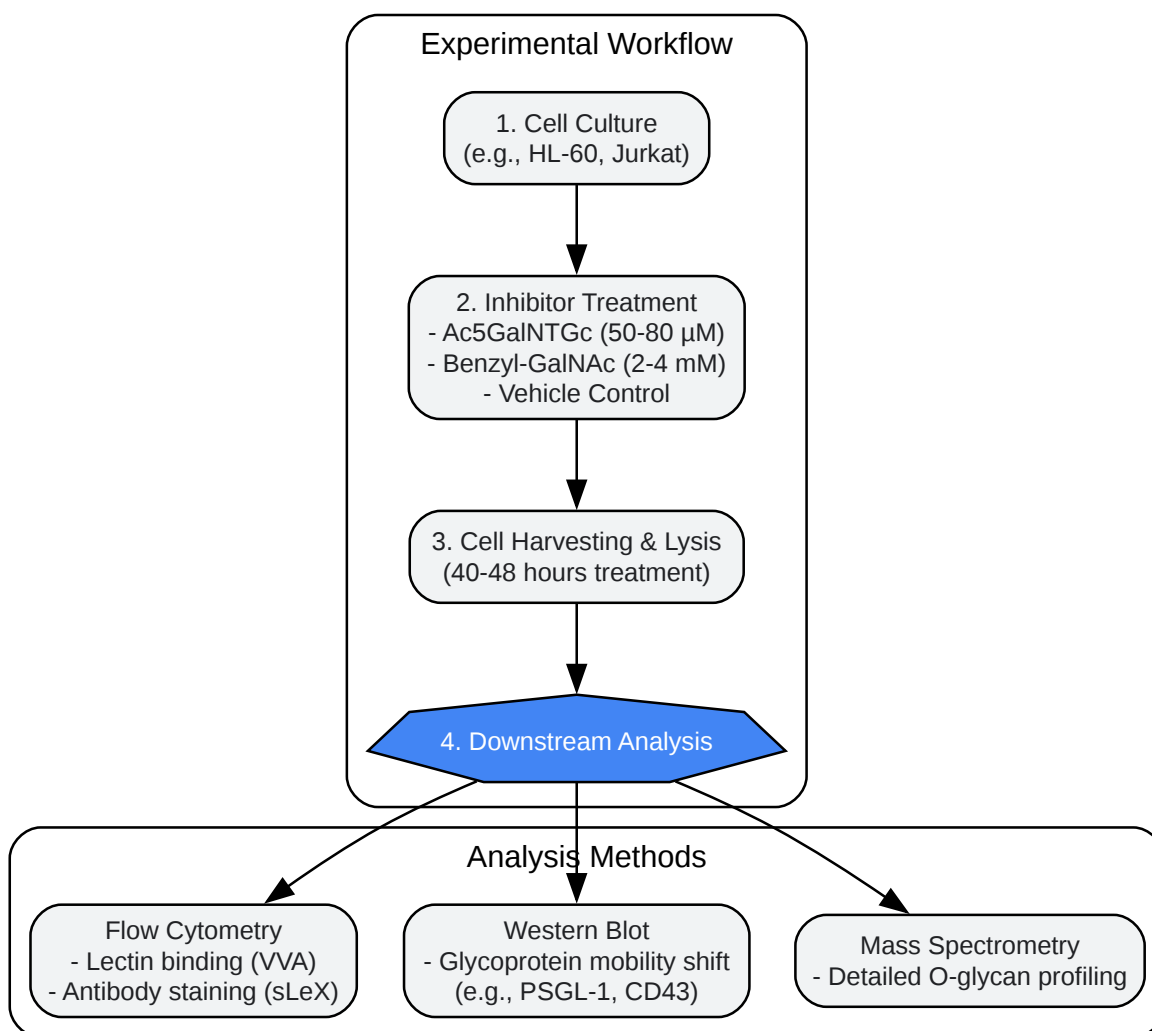 Experimental Workflow
1. Cell Culture
(e.g., HL-60, Jurkat)
2. Inhibitor Treatment
- Ac5GalNTGc (50-80 µM)
- Benzyl-GalNAc (2-4 mM)
- Vehicle Control
3. Cell Harvesting & Lysis
(40-48 hours treatment)
4. Downstream Analysis
Analysis Methods
Flow Cytometry
- Lectin binding (VVA)
- Antibody staining (sLeX)
Western Blot
- Glycoprotein mobility shift
(e.g., PSGL-1, CD43)
Mass Spectrometry
- Detailed O-glycan profiling